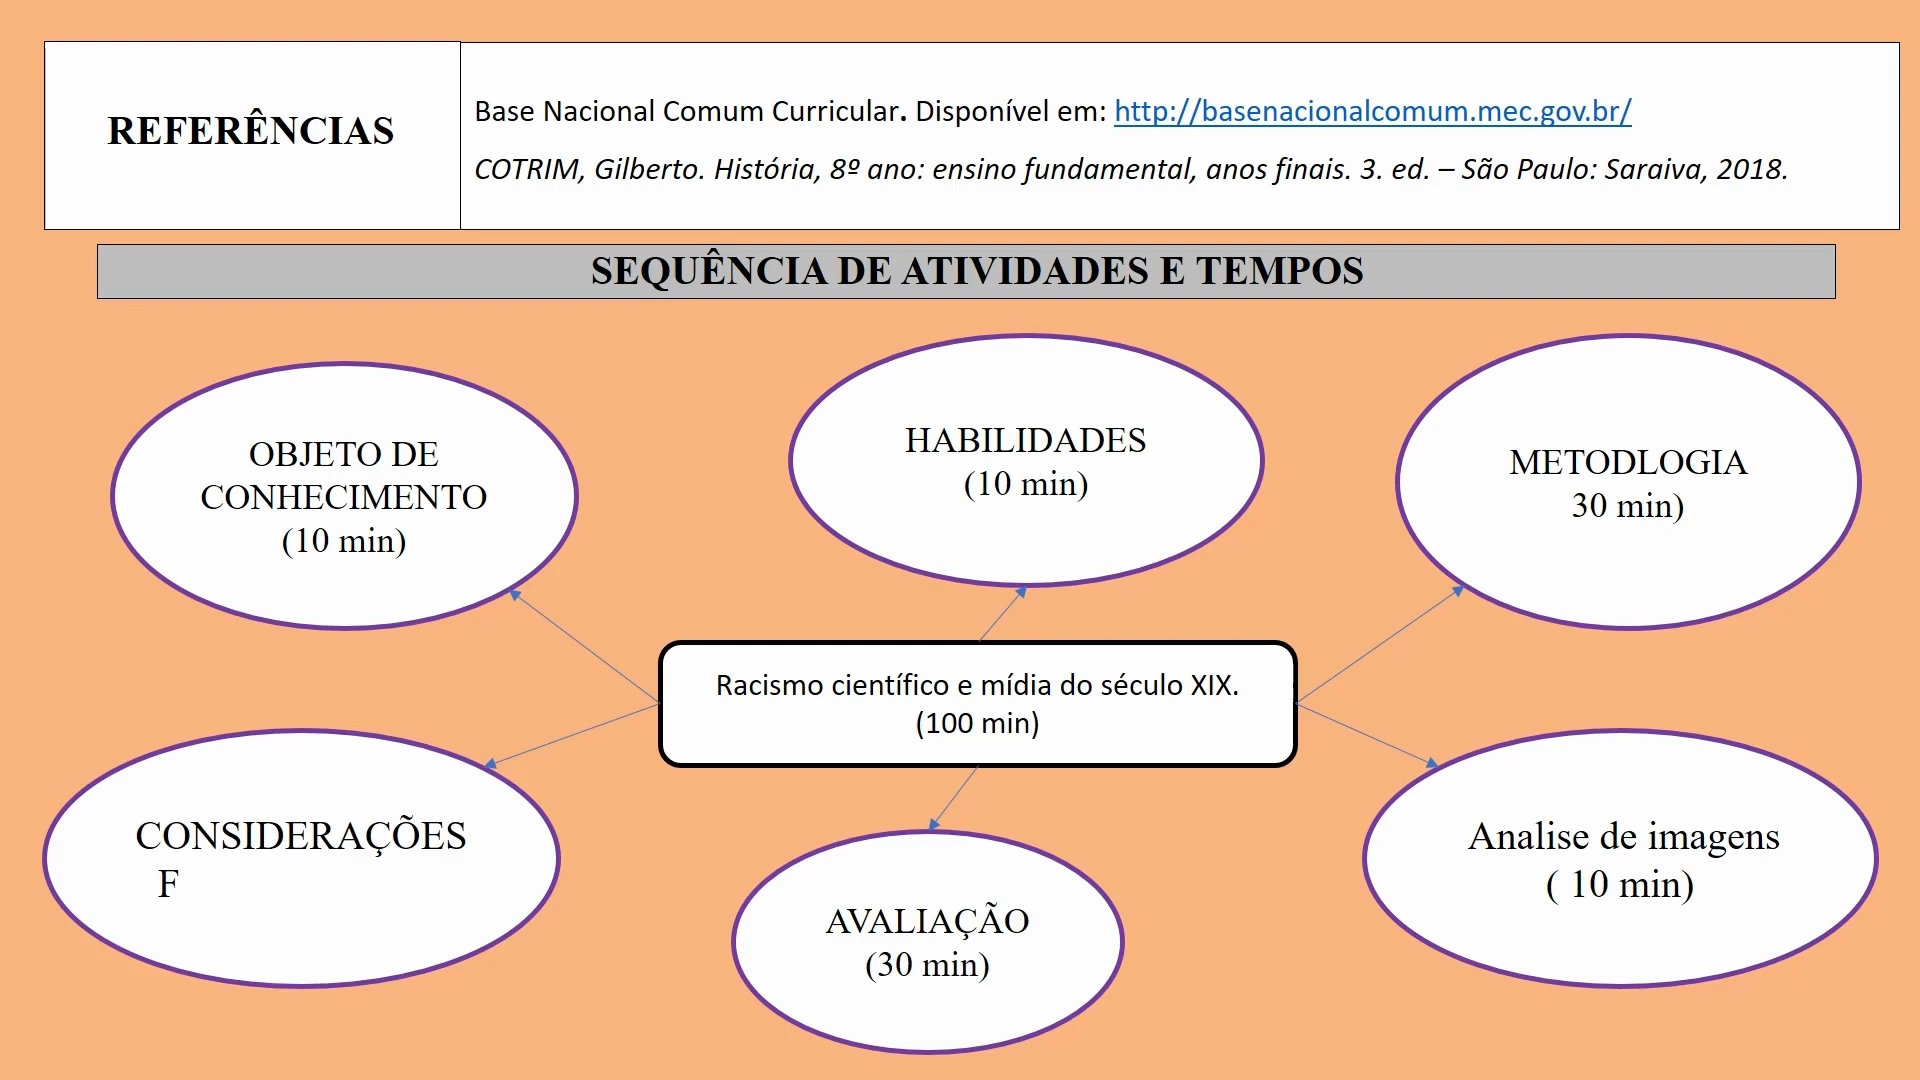 REFERÊNCIAS
Base Nacional Comum Curricular. Disponível em: http://basenacionalcomum.mec.gov.br/
COTRIM, Gilberto. História, 8º ano: ensino fundamental, anos finais. 3. ed. – São Paulo: Saraiva, 2018.
SEQUÊNCIA DE ATIVIDADES E TEMPOS
OBJETO DE
CONHECIMENTO
(10 min)
HABILIDADES
(10 min)
METODLOGIA
30 min)
Racismo científico e mídia do século XIX.
(100 min)
CONSIDERAÇÕES
F
AVALIAÇÃO
(30 min)
Analise de imagens
( 10 min)